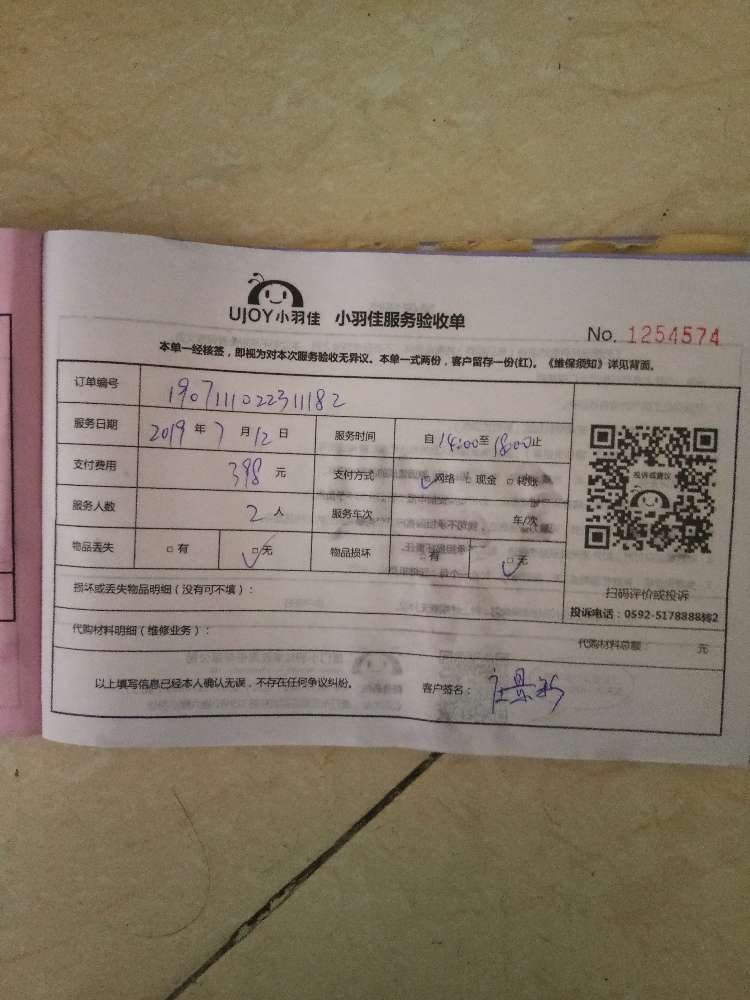 UJOY小羽佳 小羽佳服务验收单
No. 1254574
本单一经核签，即视为对本次服务验收无异议。本单一式两份，客户留存一份(红)。《维保须知》详见背面。
订单编号 190711102231182
服务日期 2019年7月12日 服务时间 自14:00至18:00止
支付费用 398元 支付方式 ☑网络 □现金 □转账
服务人数 2人 服务车次 车/次
物品丢失 □有 ☑无 物品损坏 □有 ☑无
投诉或建议
扫码评价或投诉
投诉电话：0592-5178888转2
损坏或丢失物品明细（没有可不填）：
代购材料明细（维修业务）： 代购材料总额： 元
以上填写信息已经本人确认无误，不存在任何争议纠纷。 客户签名：